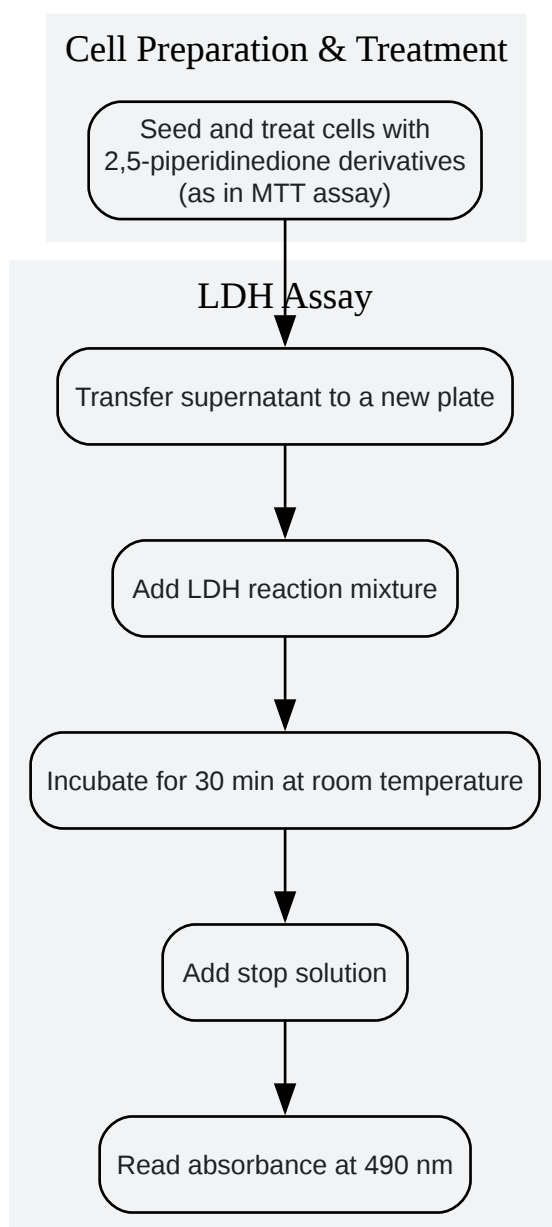 Cell Preparation & Treatment
Seed and treat cells with
2,5-piperidinedione derivatives
(as in MTT assay)
LDH Assay
Transfer supernatant to a new plate
Add LDH reaction mixture
Incubate for 30 min at room temperature
Add stop solution
Read absorbance at 490 nm